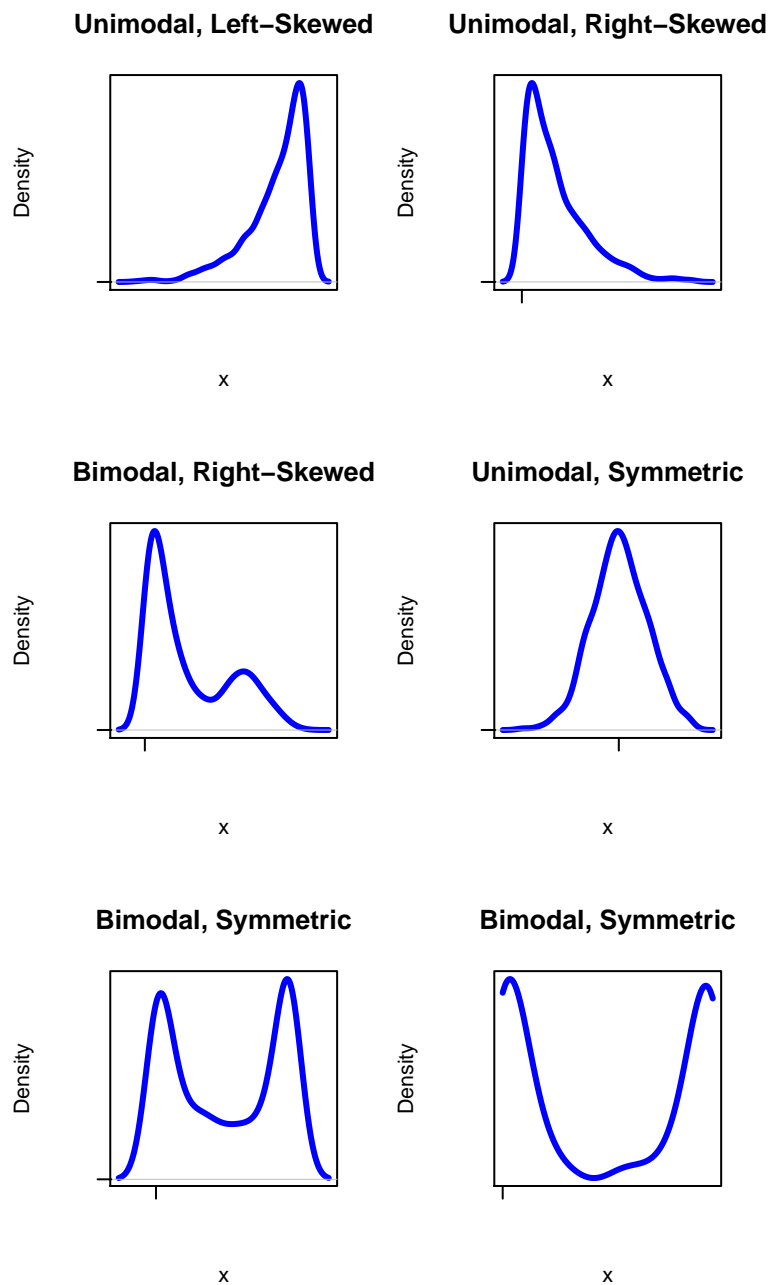 Unimodal, Left−Skewed
Density
x
Unimodal, Right−Skewed
Density
x
Bimodal, Right−Skewed
Density
x
Unimodal, Symmetric
Density
x
Bimodal, Symmetric
Density
x
Bimodal, Symmetric
Density
x